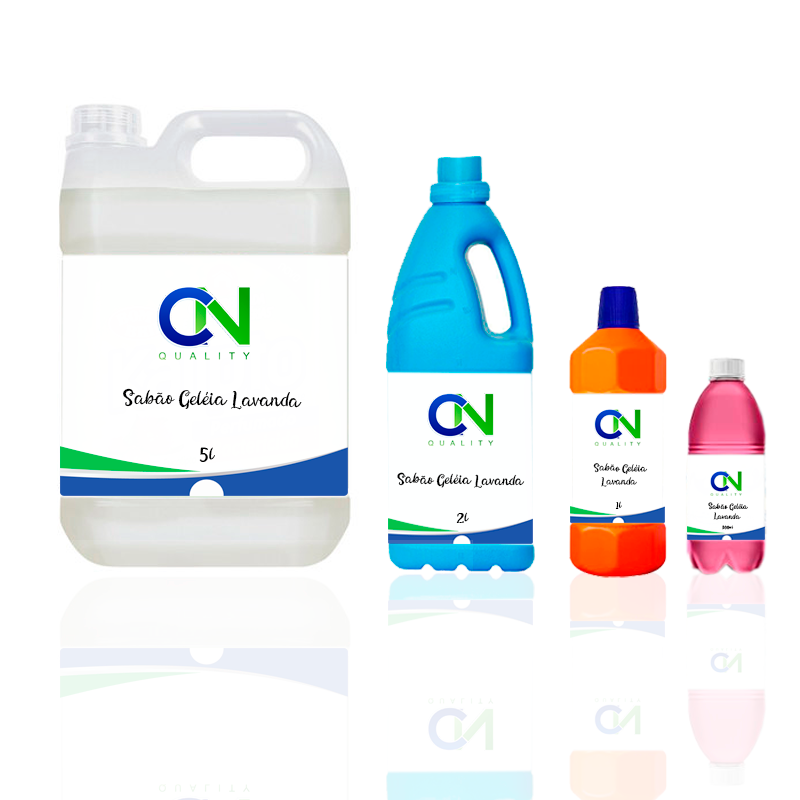 CN
QUALITY
Sabão Geléia Lavanda
5l
CN
QUALITY
Sabão Geléia Lavanda
2l
CN
QUALITY
Sabão Geléia
Lavanda
1l
CN
QUALITY
Sabão Geléia
Lavanda
500ml